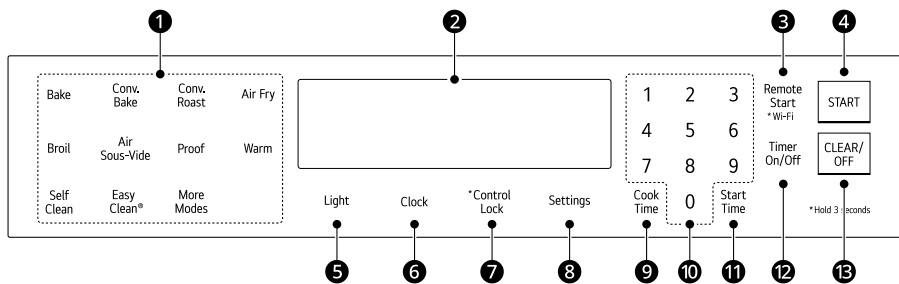 1
2
3
4
Bake
Conv.
Bake
Conv.
Roast
Air Fry
Broil
Air
Sous-Vide
Proof
Warm
Self
Clean
Easy
Clean®
More
Modes
Light
Clock
*Control
Lock
Settings
1 2 3
4 5 6
7 8 9
0
Cook
Time
Start
Time
Remote
Start
*Wi-Fi
Timer
On/Off
START
CLEAR/
OFF
*Hold 3 seconds
5
6
7
8
9
10
11
12
13